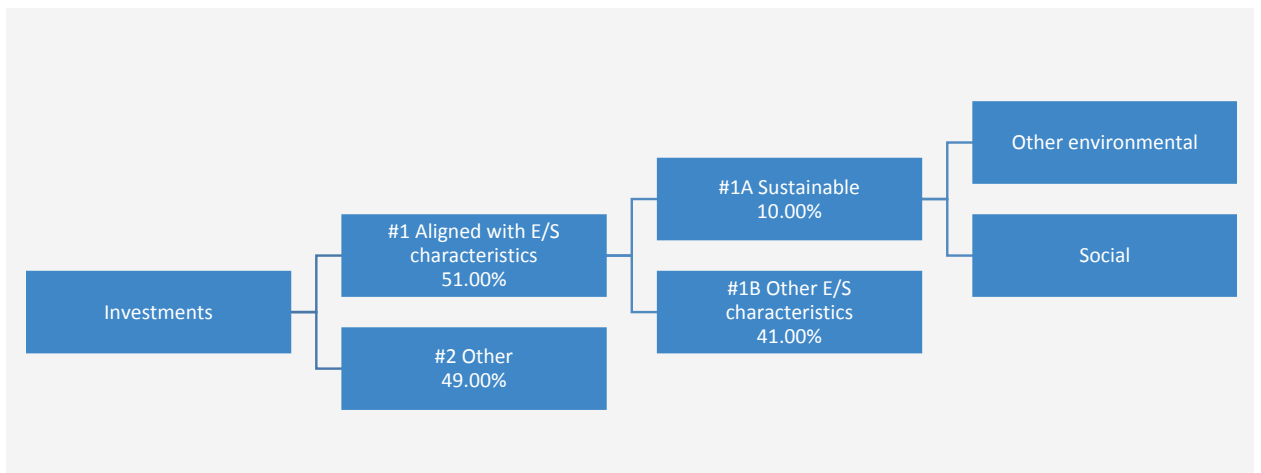 Investments
#1 Aligned with E/S
characteristics
51.00%
#2 Other
49.00%
#1A Sustainable
10.00%
#1B Other E/S
characteristics
41.00%
Other environmental
Social